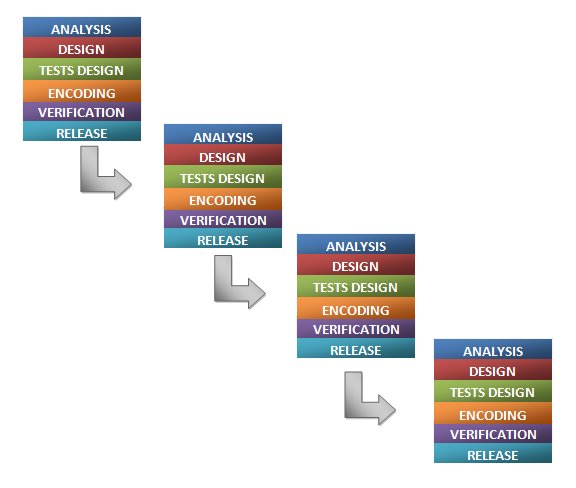 ANALYSIS
DESIGN
TESTS DESIGN
ENCODING
VERIFICATION
RELEASE
ANALYSIS
DESIGN
TESTS DESIGN
ENCODING
VERIFICATION
RELEASE
ANALYSIS
DESIGN
TESTS DESIGN
ENCODING
VERIFICATION
RELEASE
ANALYSIS
DESIGN
TESTS DESIGN
ENCODING
VERIFICATION
RELEASE